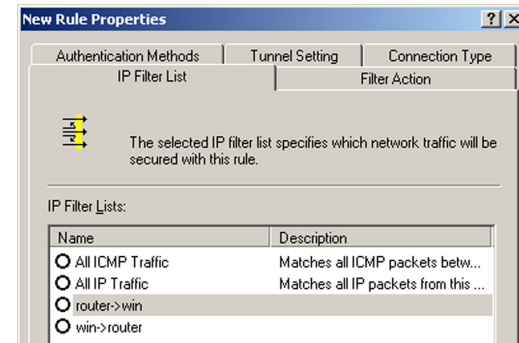 New Rule Properties
Authentication Methods Tunnel Setting Connection Type
IP Filter List Filter Action
The selected IP filter list specifies which network traffic will be
secured with this rule.
IP Filter Lists:
Name Description
All ICMP Traffic Matches all ICMP packets betw...
All IP Traffic Matches all IP packets from this ...
router->win
win->router